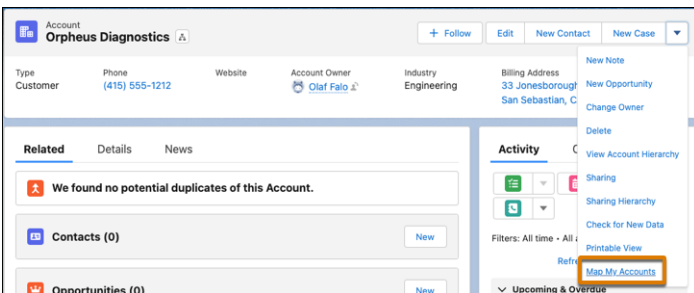 Account
Orpheus Diagnostics
+ Follow
Edit
New Contact
New Case
Type
Customer
Phone
(415) 555-1212
Website
Account Owner
Olaf Falo
Industry
Engineering
Billing Address
33 Jonesborough
San Sebastian, C
New Note
New Opportunity
Change Owner
Delete
View Account Hierarchy
Sharing
Sharing Hierarchy
Check for New Data
Printable View
Map My Accounts
Related
Details
News
We found no potential duplicates of this Account.
Contacts (0)
New
Opportunities (0)
New
Activity
C
Filters: All time • All a
Refre
Upcoming & Overdue